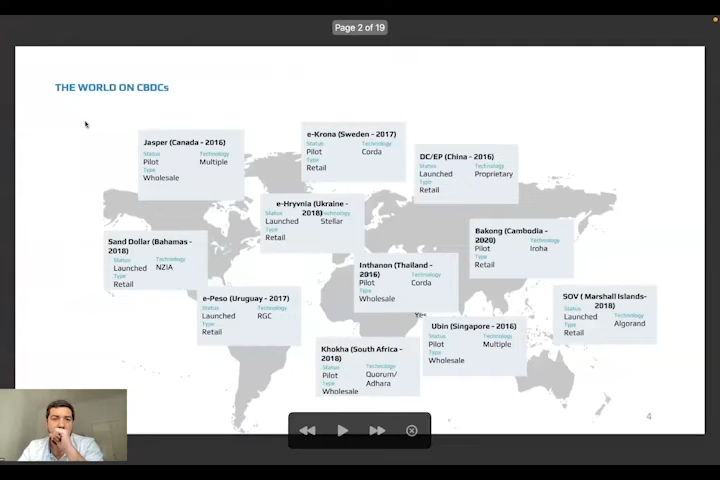 Page 2 of 19
THE WORLD ON CBDCs
Jasper (Canada - 2016)
Status Technology
Pilot Multiple
Type
Wholesale
e-Krona (Sweden - 2017)
Status Technology
Pilot Corda
Type
Retail
DC/EP (China - 2016)
Status Technology
Launched Proprietary
Type
Retail
e-Hryvnia (Ukraine -
2018)
Status Technology
Launched Stellar
Type
Retail
Bakong (Cambodia -
2020)
Status Technology
Pilot Iroha
Type
Retail
Sand Dollar (Bahamas -
2018)
Status Technology
Launched NZIA
Type
Retail
Inthanon (Thailand -
2016)
Status Technology
Pilot Corda
Type
Wholesale
Yes
e-Peso (Uruguay - 2017)
Status Technology
Launched RGC
Type
Retail
SOV ( Marshall Islands-
2018)
Status Technology
Launched Algorand
Type
Retail
Ubin (Singapore - 2016)
Status Technology
Pilot Multiple
Type
Wholesale
Khokha (South Africa -
2018)
Status Technology
Pilot Quorum/
Adhara
Type
Wholesale
4